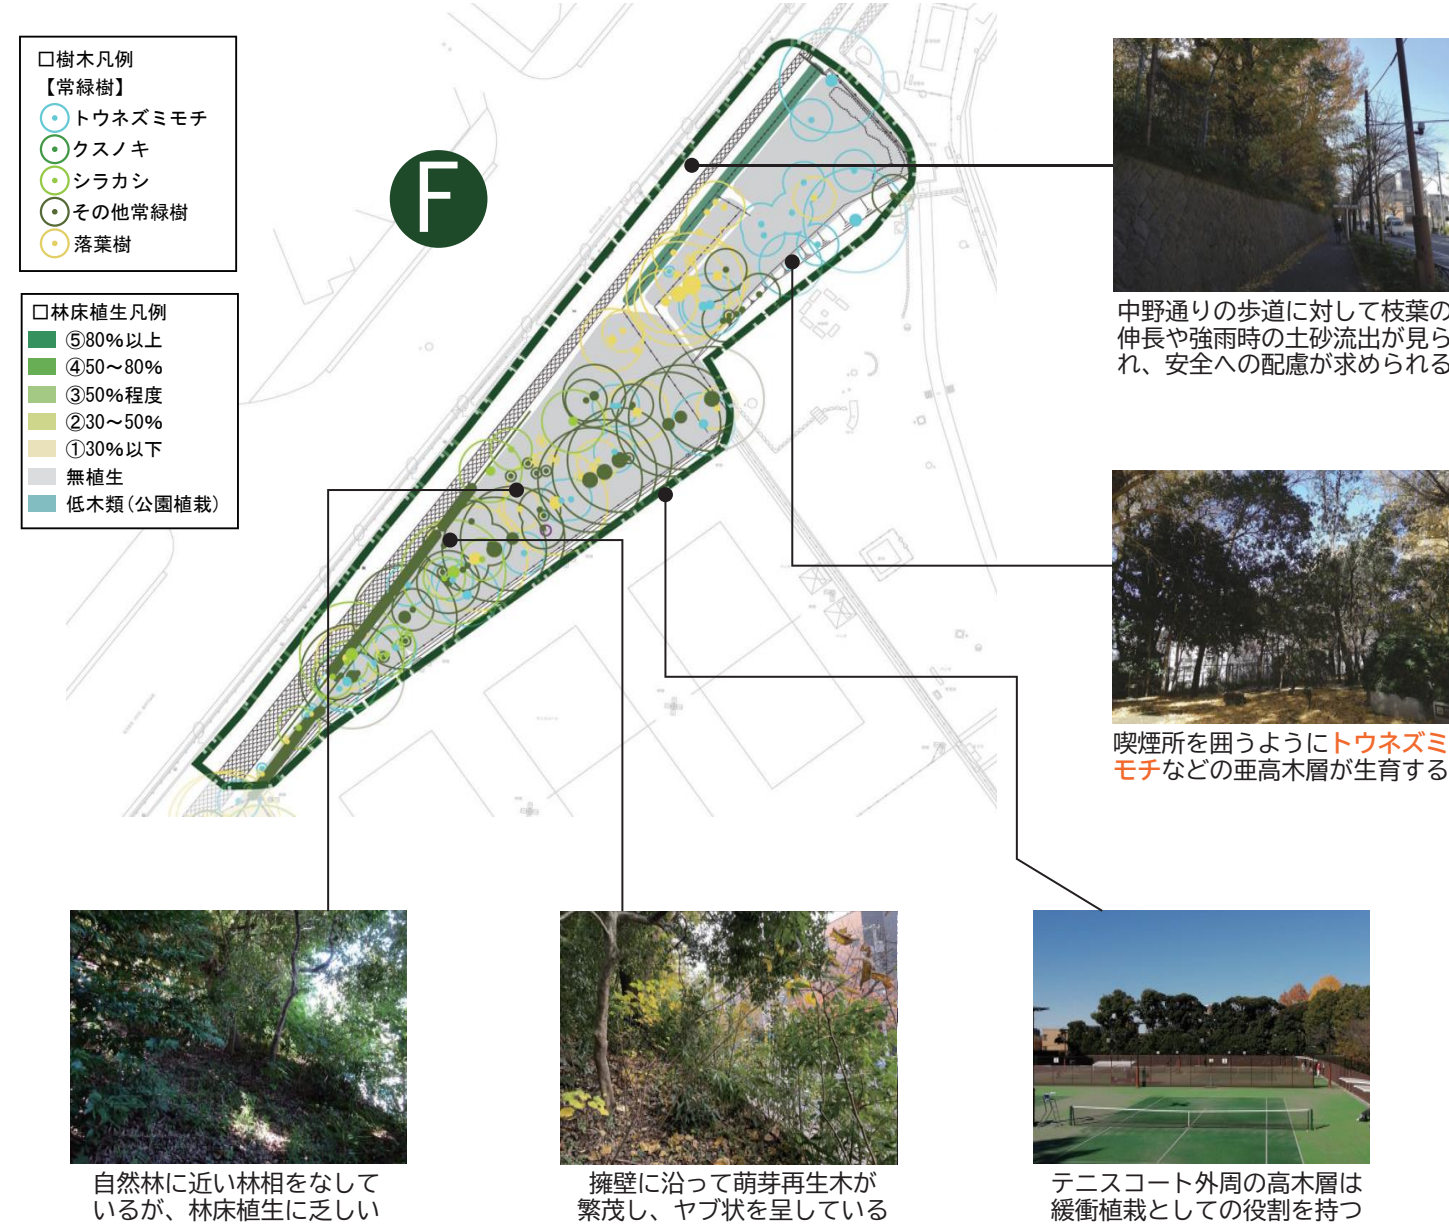 □樹木凡例
【常緑樹】
トウネズミモチ
クスノキ
シラカシ
その他常緑樹
落葉樹
□林床植生凡例
⑤80%以上
④50〜80%
③50%程度
②30〜50%
①30%以下
無植生
低木類（公園植栽）
F
中野通りの歩道に対して枝葉の
伸長や強雨時の土砂流出が見ら
れ、安全への配慮が求められる
喫煙所を囲うようにトウネズミ
モチなどの亜高木層が生育する
自然林に近い林相をなして
いるが、林床植生に乏しい
擁壁に沿って萌芽再生木が
繁茂し、ヤブ状を呈している
テニスコート外周の高木層は
緩衝植栽としての役割を持つ